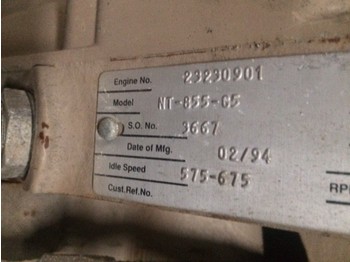 Engine No. 23230901
Model NT-855-G5
S.O. No. 3667
Date of Mfg. 02/94
Idle Speed 575-675
Cust.Ref.No.
RP